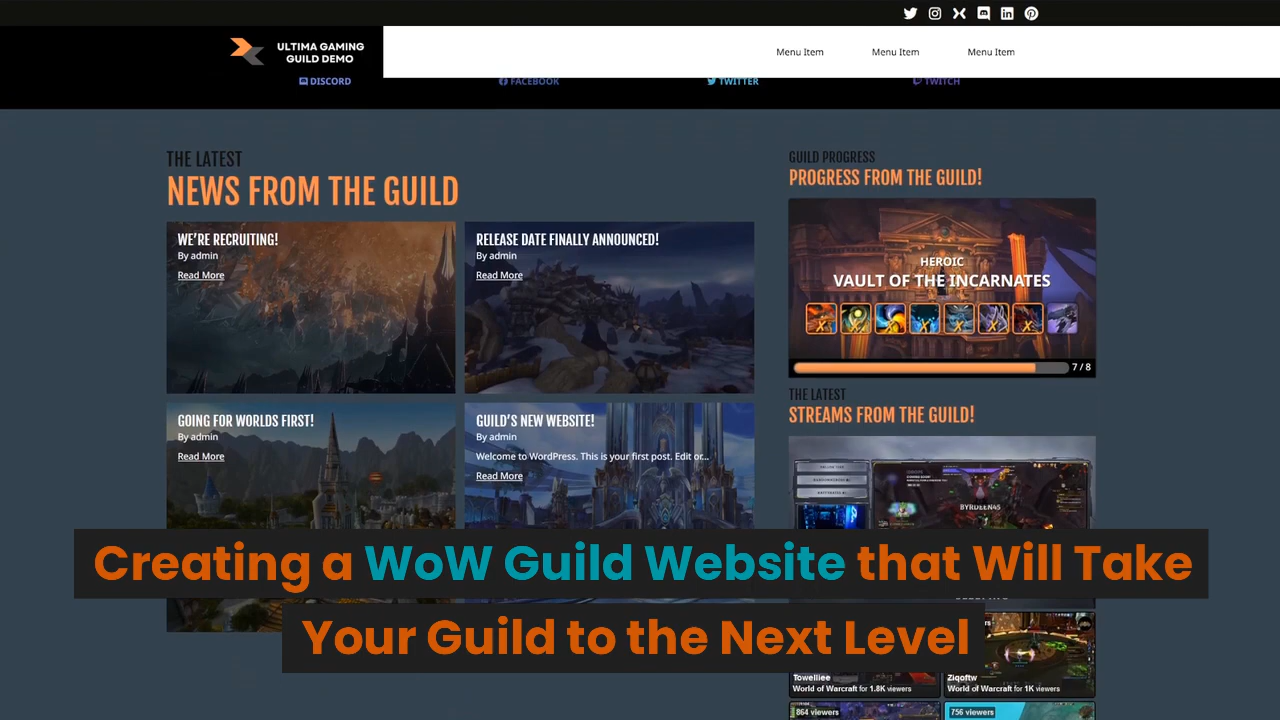 ULTIMA GAMING
GUILD DEMO
Menu Item
Menu Item
Menu Item
DISCORD
FACEBOOK
TWITTER
TWITCH
THE LATEST
NEWS FROM THE GUILD
WE'RE RECRUITING!
By admin
Read More
RELEASE DATE FINALLY ANNOUNCED!
By admin
Read More
GOING FOR WORLDS FIRST!
By admin
Read More
GUILD'S NEW WEBSITE!
By admin
Welcome to WordPress. This is your first post. Edit or...
Read More
GUILD PROGRESS
PROGRESS FROM THE GUILD!
HEROIC
VAULT OF THE INCARNATES
7 / 8
THE LATEST
STREAMS FROM THE GUILD!
BYRDEEN45
Creating a WoW Guild Website that Will Take
Your Guild to the Next Level
Towelliee
World of Warcraft for 1.8K viewers
Ziqoftw
World of Warcraft for 1K viewers
864 viewers
756 viewers